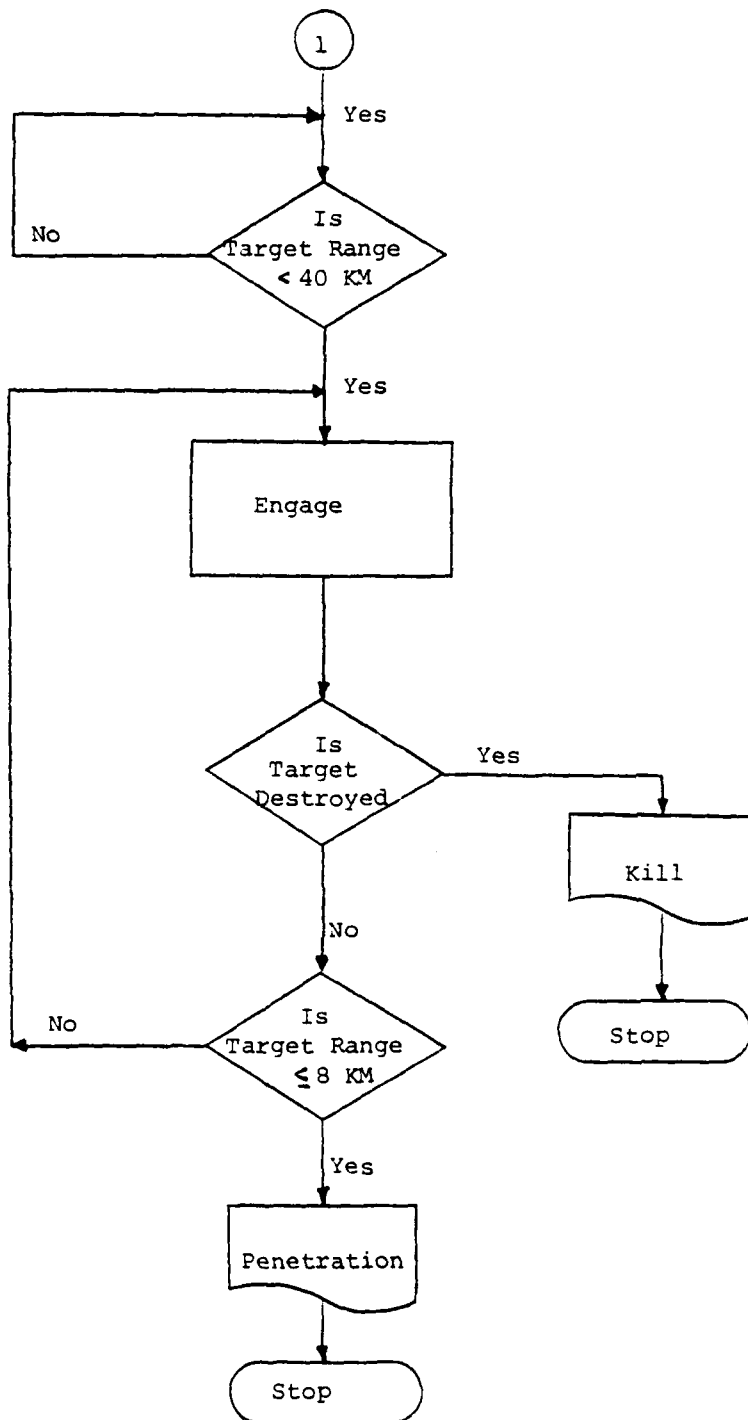 1
Yes
Is
Target Range
< 40 KM
No
Yes
Engage
Is
Target
Destroyed
Yes
Kill
No
Stop
Is
Target Range
≤ 8 KM
No
Yes
Penetration
Stop